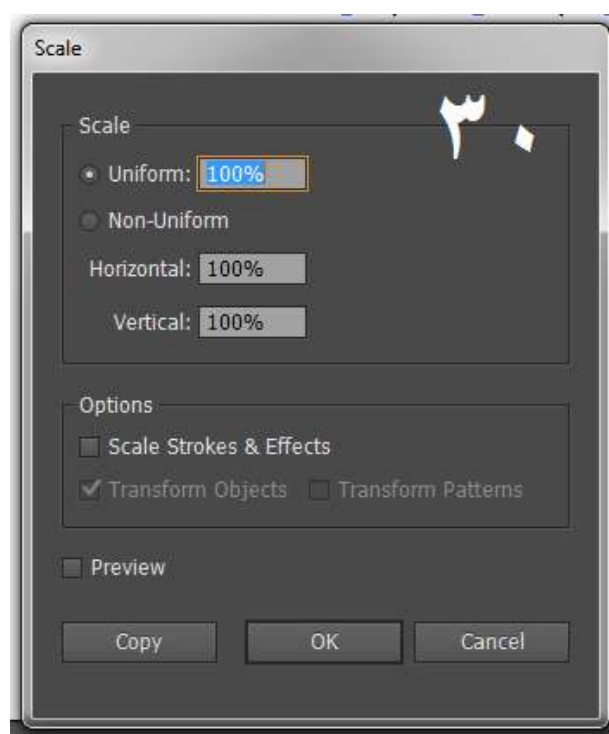 Scale
۳۰
Scale
Uniform: 100%
Non-Uniform
Horizontal: 100%
Vertical: 100%
Options
Scale Strokes & Effects
Transform Objects Transform Patterns
Preview
Copy OK Cancel